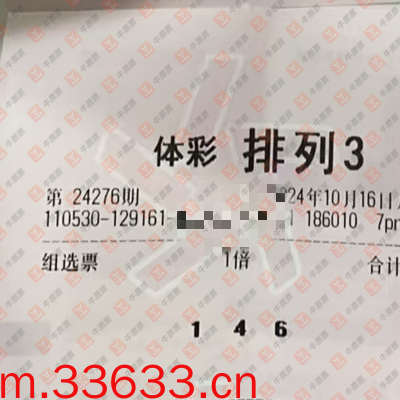 体彩 排列3
第 24276期 24年10月16日
110530-129161- 186010 7pm
组选票 1倍 合计
1 4 6
m.33633.cn